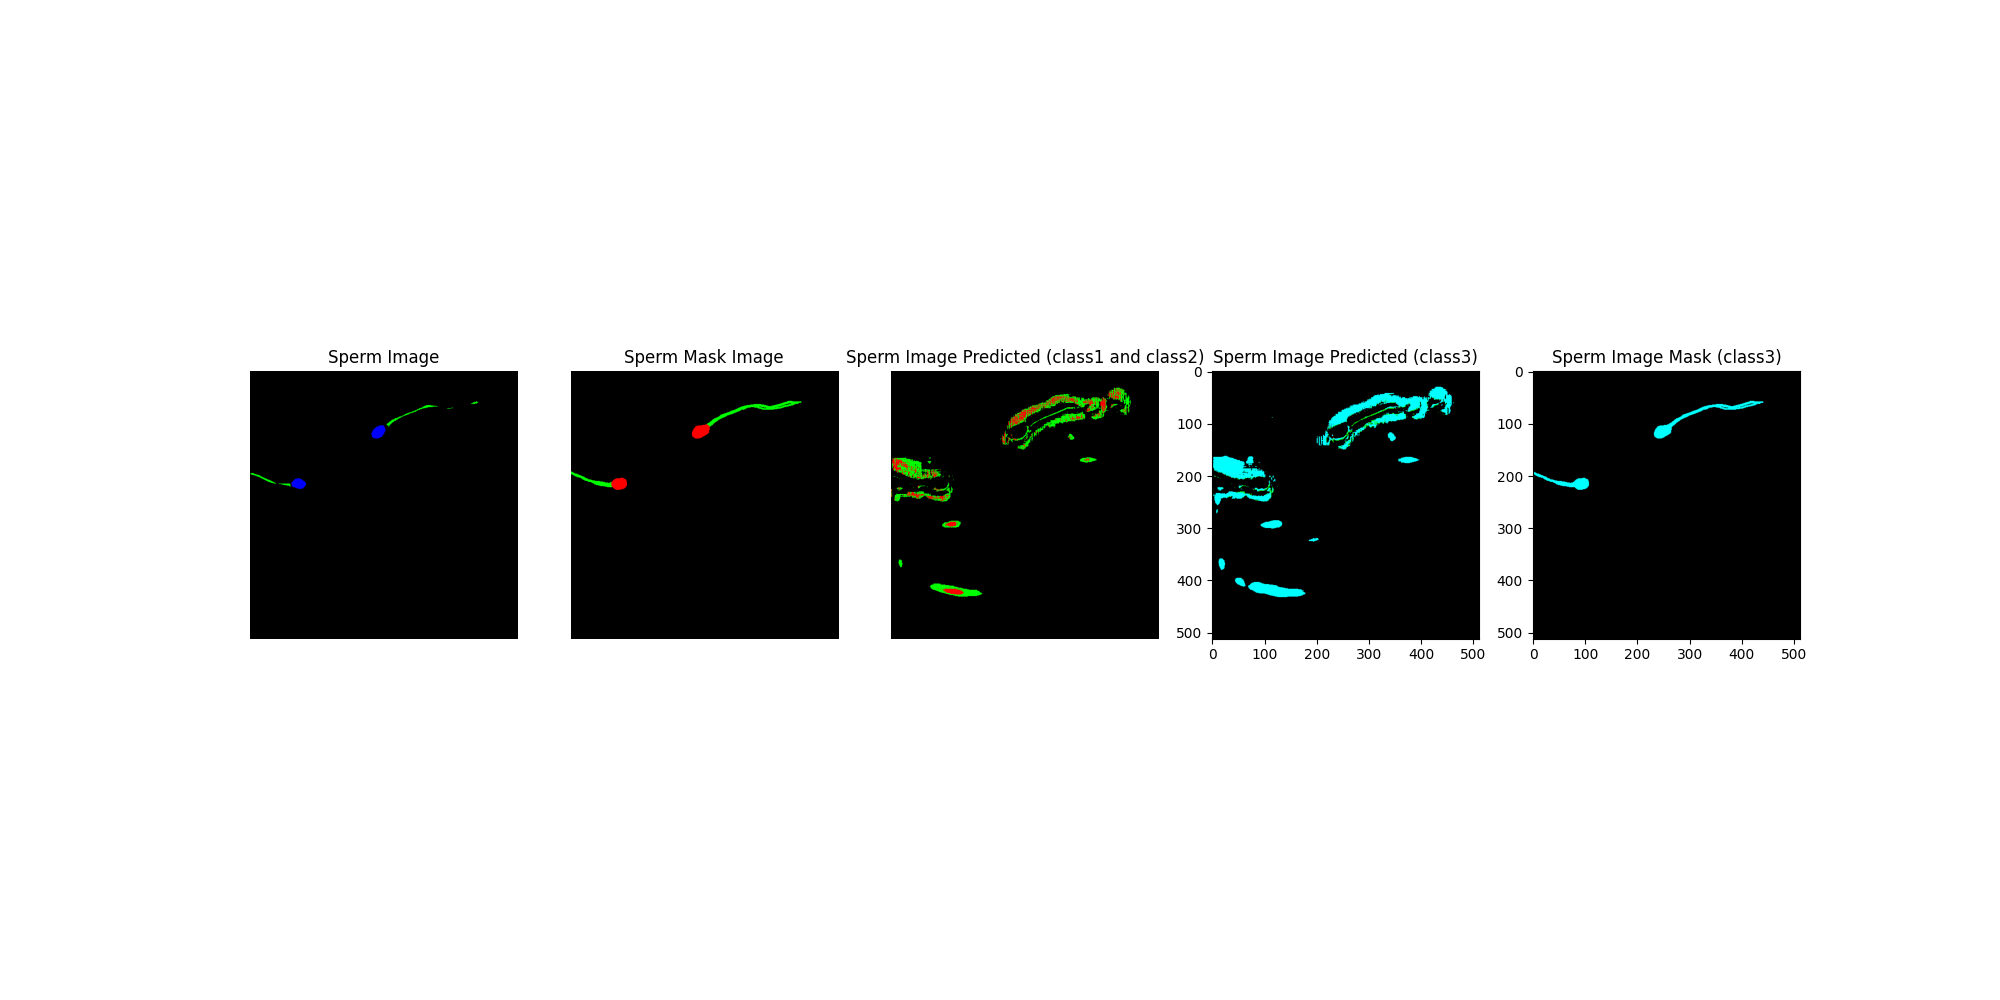 Sperm Image
Sperm Mask Image
Sperm Image Predicted (class1 and class2)
Sperm Image Predicted (class3)
0
100
200
300
400
500
0 100 200 300 400 500
Sperm Image Mask (class3)
0
100
200
300
400
500
0 100 200 300 400 500